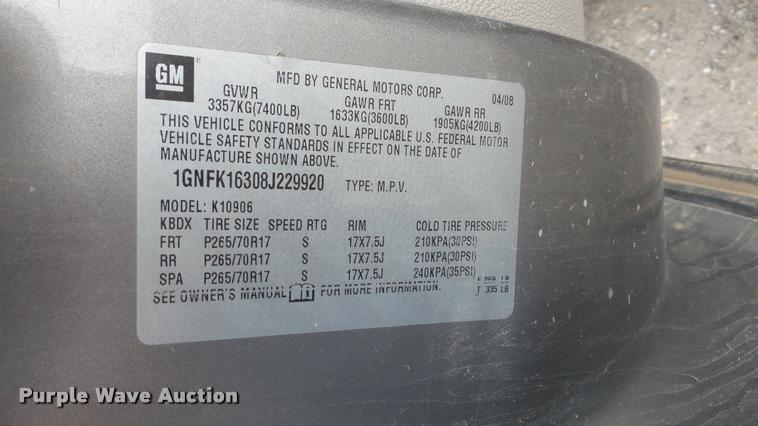 GM
MFD BY GENERAL MOTORS CORP. 04/08
GVWR GAWR FRT GAWR RR
3357KG(7400LB) 1633KG(3600LB) 1905KG(4200LB)
THIS VEHICLE CONFORMS TO ALL APPLICABLE U.S. FEDERAL MOTOR
VEHICLE SAFETY STANDARDS IN EFFECT ON THE DATE OF
MANUFACTURE SHOWN ABOVE.
1GNFK16308J229920 TYPE: M.P.V.
MODEL: K10906
KBDX TIRE SIZE SPEED RTG RIM COLD TIRE PRESSURE
FRT P265/70R17 S 17X7.5J 210KPA(30PSI)
RR P265/70R17 S 17X7.5J 210KPA(30PSI)
SPA P265/70R17 S 17X7.5J 240KPA(35PSI)
SEE OWNER'S MANUAL FOR MORE INFORMATION. 335 LB
Purple Wave Auction